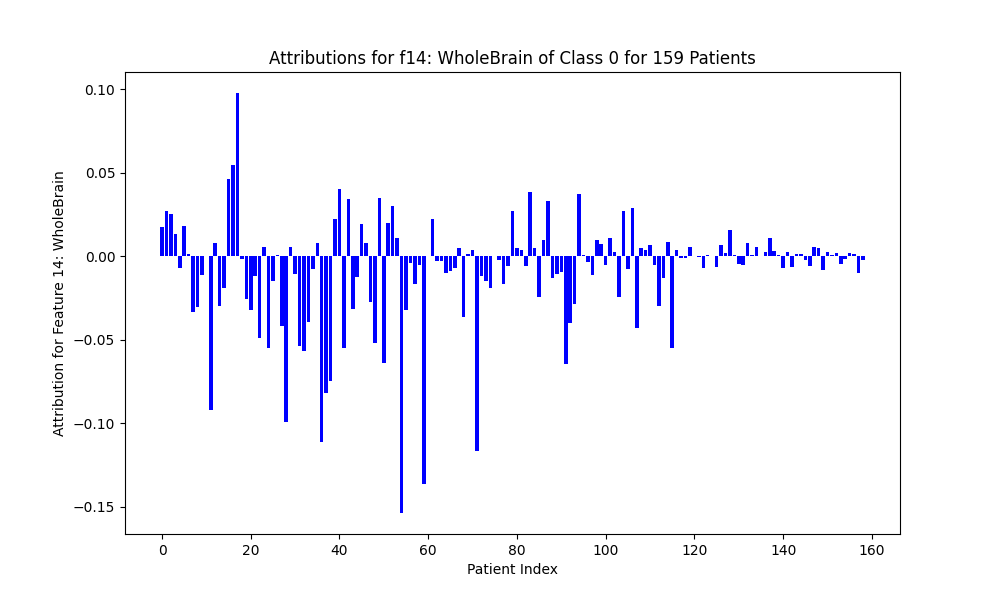 Attributions for f14: WholeBrain of Class 0 for 159 Patients
Attribution for Feature 14: WholeBrain
0.10
0.05
0.00
−0.05
−0.10
−0.15
0 20 40 60 80 100 120 140 160
Patient Index